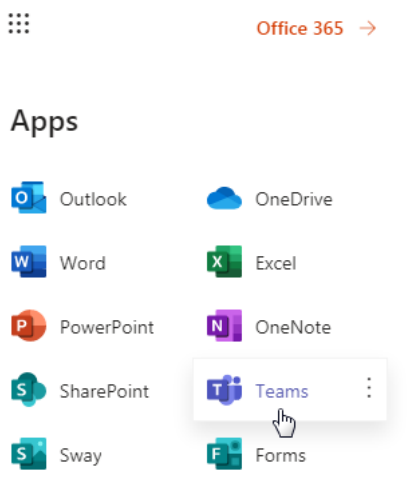 Office 365 →
Apps
Outlook OneDrive
Word Excel
PowerPoint OneNote
SharePoint Teams
Sway Forms